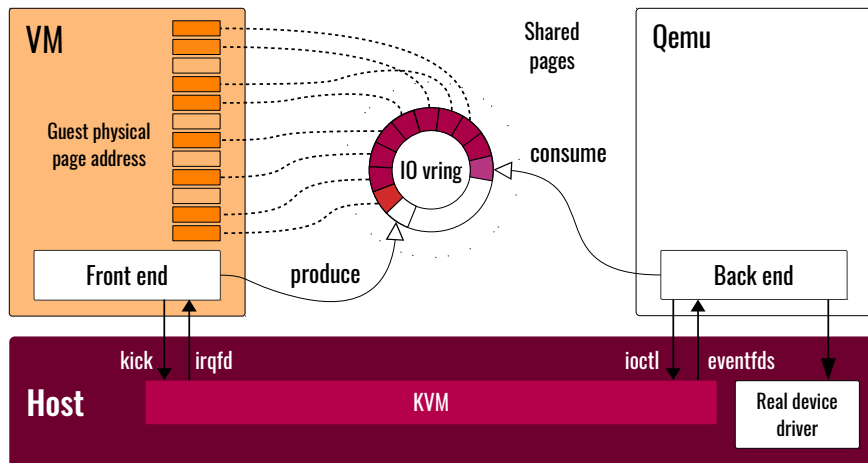 VM
Guest physical
page address
Shared
pages
Qemu
IO vring
consume
Front end
produce
Back end
kick
irqfd
ioctl
eventfds
Host
KVM
Real device
driver